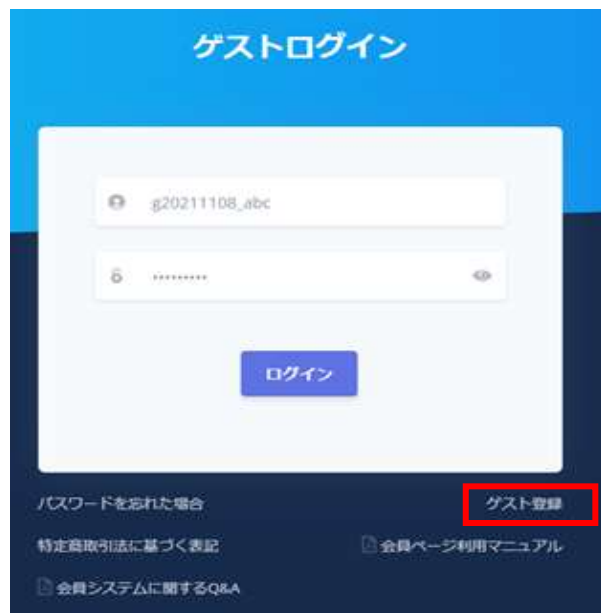 ゲストログイン
g20211108_abc
•••••••••
ログイン
パスワードを忘れた場合
ゲスト登録
特定商取引法に基づく表記
会員ページ利用マニュアル
会員システムに関するQ&A